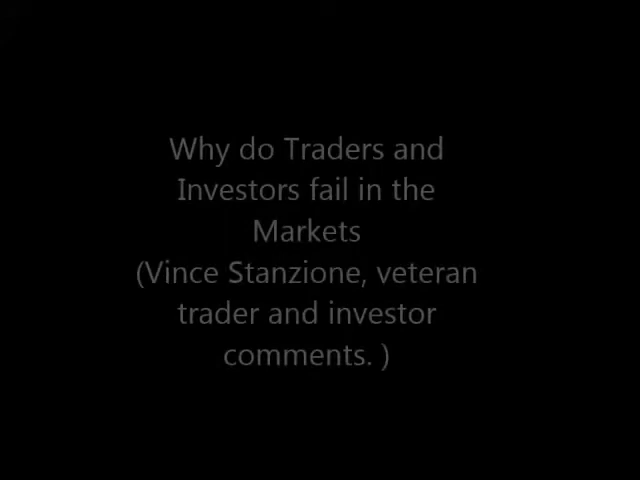 Why do Traders and
Investors fail in the
Markets
(Vince Stanzione, veteran
trader and investor
comments. )